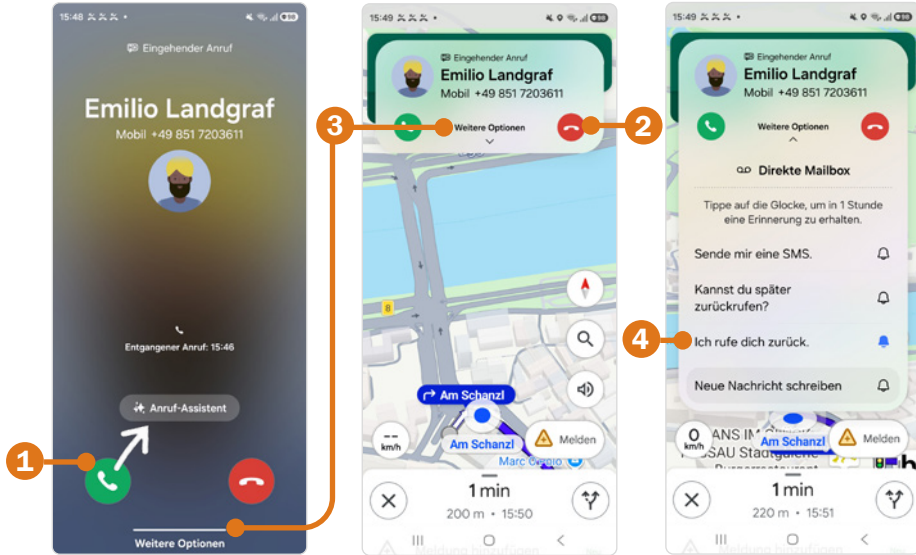 15:48
98
Eingehender Anruf
Emilio Landgraf
Mobil +49 851 7203611
Entgangener Anruf: 15:46
Anruf-Assistent
1
Weitere Optionen
15:49
98
Eingehender Anruf
Emilio Landgraf
Mobil +49 851 7203611
3
Weitere Optionen
2
8
Am Schanzl
--
km/h
Am Schanzl
Melden
1 min
200 m • 15:50
Meldung hinzufügen
15:49
98
Eingehender Anruf
Emilio Landgraf
Mobil +49 851 7203611
Weitere Optionen
Direkte Mailbox
Tippe auf die Glocke, um in 1 Stunde
eine Erinnerung zu erhalten.
Sende mir eine SMS.
Kannst du später
zurückrufen?
4
Ich rufe dich zurück.
Neue Nachricht schreiben
0
km/h
Am Schanzl
Melden
1 min
220 m • 15:51